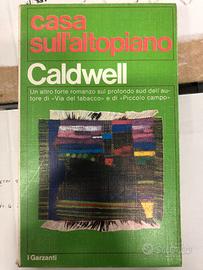 casa
sull'altopiano
Caldwell
Un altro forte romanzo sul profondo sud dell'au-
tore di «Via del tabacco» e di «Piccolo campo»
i Garzanti
subito